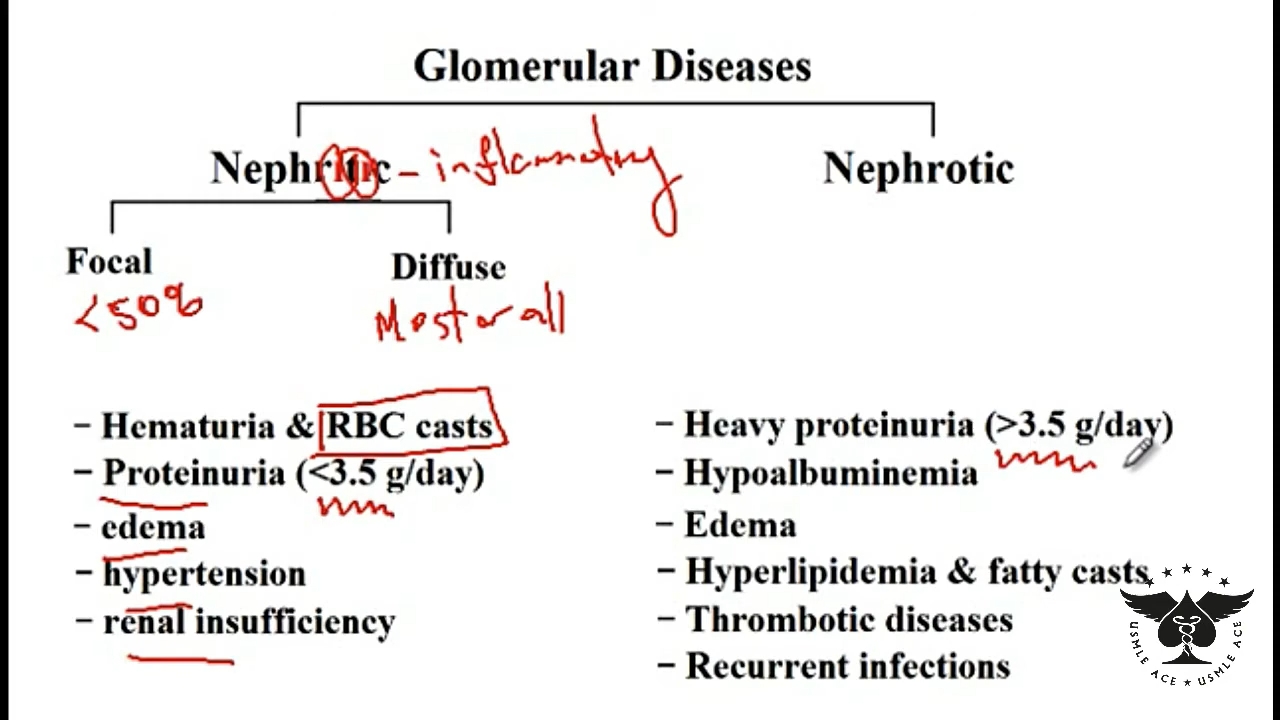 Glomerular Diseases
Nephritic - inflammatory
Nephrotic
Focal
Diffuse
<50%
Most or all
- Hematuria & RBC casts
- Proteinuria (<3.5 g/day)
- edema
- hypertension
- renal insufficiency
- Heavy proteinuria (>3.5 g/day)
- Hypoalbuminemia
- Edema
- Hyperlipidemia & fatty casts
- Thrombotic diseases
- Recurrent infections
USMLE ACE ★ USMLE ACE